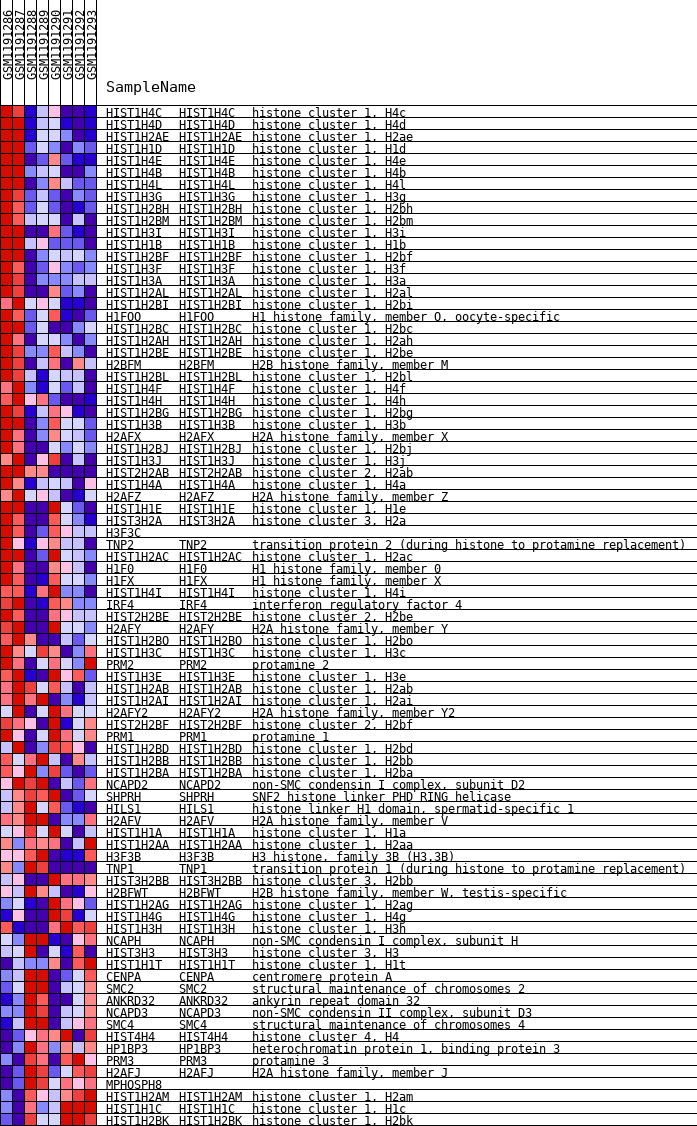 GSM1191286
GSM1191287
GSM1191288
GSM1191289
GSM1191290
GSM1191291
GSM1191292
GSM1191293
SampleName
HIST1H4C HIST1H4C histone cluster 1, H4c
HIST1H4D HIST1H4D histone cluster 1, H4d
HIST1H2AE HIST1H2AE histone cluster 1, H2ae
HIST1H1D HIST1H1D histone cluster 1, H1d
HIST1H4E HIST1H4E histone cluster 1, H4e
HIST1H4B HIST1H4B histone cluster 1, H4b
HIST1H4L HIST1H4L histone cluster 1, H4l
HIST1H3G HIST1H3G histone cluster 1, H3g
HIST1H2BH HIST1H2BH histone cluster 1, H2bh
HIST1H2BM HIST1H2BM histone cluster 1, H2bm
HIST1H3I HIST1H3I histone cluster 1, H3i
HIST1H1B HIST1H1B histone cluster 1, H1b
HIST1H2BF HIST1H2BF histone cluster 1, H2bf
HIST1H3F HIST1H3F histone cluster 1, H3f
HIST1H3A HIST1H3A histone cluster 1, H3a
HIST1H2AL HIST1H2AL histone cluster 1, H2al
HIST1H2BI HIST1H2BI histone cluster 1, H2bi
H1FOO H1FOO H1 histone family, member O, oocyte-specific
HIST1H2BC HIST1H2BC histone cluster 1, H2bc
HIST1H2AH HIST1H2AH histone cluster 1, H2ah
HIST1H2BE HIST1H2BE histone cluster 1, H2be
H2BFM H2BFM H2B histone family, member M
HIST1H2BL HIST1H2BL histone cluster 1, H2bl
HIST1H4F HIST1H4F histone cluster 1, H4f
HIST1H4H HIST1H4H histone cluster 1, H4h
HIST1H2BG HIST1H2BG histone cluster 1, H2bg
HIST1H3B HIST1H3B histone cluster 1, H3b
H2AFX H2AFX H2A histone family, member X
HIST1H2BJ HIST1H2BJ histone cluster 1, H2bj
HIST1H3J HIST1H3J histone cluster 1, H3j
HIST2H2AB HIST2H2AB histone cluster 2, H2ab
HIST1H4A HIST1H4A histone cluster 1, H4a
H2AFZ H2AFZ H2A histone family, member Z
HIST1H1E HIST1H1E histone cluster 1, H1e
HIST3H2A HIST3H2A histone cluster 3, H2a
H3F3C
TNP2 TNP2 transition protein 2 (during histone to protamine replacement)
HIST1H2AC HIST1H2AC histone cluster 1, H2ac
H1F0 H1F0 H1 histone family, member 0
H1FX H1FX H1 histone family, member X
HIST1H4I HIST1H4I histone cluster 1, H4i
IRF4 IRF4 interferon regulatory factor 4
HIST2H2BE HIST2H2BE histone cluster 2, H2be
H2AFY H2AFY H2A histone family, member Y
HIST1H2BO HIST1H2BO histone cluster 1, H2bo
HIST1H3C HIST1H3C histone cluster 1, H3c
PRM2 PRM2 protamine 2
HIST1H3E HIST1H3E histone cluster 1, H3e
HIST1H2AB HIST1H2AB histone cluster 1, H2ab
HIST1H2AI HIST1H2AI histone cluster 1, H2ai
H2AFY2 H2AFY2 H2A histone family, member Y2
HIST2H2BF HIST2H2BF histone cluster 2, H2bf
PRM1 PRM1 protamine 1
HIST1H2BD HIST1H2BD histone cluster 1, H2bd
HIST1H2BB HIST1H2BB histone cluster 1, H2bb
HIST1H2BA HIST1H2BA histone cluster 1, H2ba
NCAPD2 NCAPD2 non-SMC condensin I complex, subunit D2
SHPRH SHPRH SNF2 histone linker PHD RING helicase
HILS1 HILS1 histone linker H1 domain, spermatid-specific 1
H2AFV H2AFV H2A histone family, member V
HIST1H1A HIST1H1A histone cluster 1, H1a
HIST1H2AA HIST1H2AA histone cluster 1, H2aa
H3F3B H3F3B H3 histone, family 3B (H3.3B)
TNP1 TNP1 transition protein 1 (during histone to protamine replacement)
HIST3H2BB HIST3H2BB histone cluster 3, H2bb
H2BFWT H2BFWT H2B histone family, member W, testis-specific
HIST1H2AG HIST1H2AG histone cluster 1, H2ag
HIST1H4G HIST1H4G histone cluster 1, H4g
HIST1H3H HIST1H3H histone cluster 1, H3h
NCAPH NCAPH non-SMC condensin I complex, subunit H
HIST3H3 HIST3H3 histone cluster 3, H3
HIST1H1T HIST1H1T histone cluster 1, H1t
CENPA CENPA centromere protein A
SMC2 SMC2 structural maintenance of chromosomes 2
ANKRD32 ANKRD32 ankyrin repeat domain 32
NCAPD3 NCAPD3 non-SMC condensin II complex, subunit D3
SMC4 SMC4 structural maintenance of chromosomes 4
HIST4H4 HIST4H4 histone cluster 4, H4
HP1BP3 HP1BP3 heterochromatin protein 1, binding protein 3
PRM3 PRM3 protamine 3
H2AFJ H2AFJ H2A histone family, member J
MPHOSPH8
HIST1H2AM HIST1H2AM histone cluster 1, H2am
HIST1H1C HIST1H1C histone cluster 1, H1c
HIST1H2BK HIST1H2BK histone cluster 1, H2bk